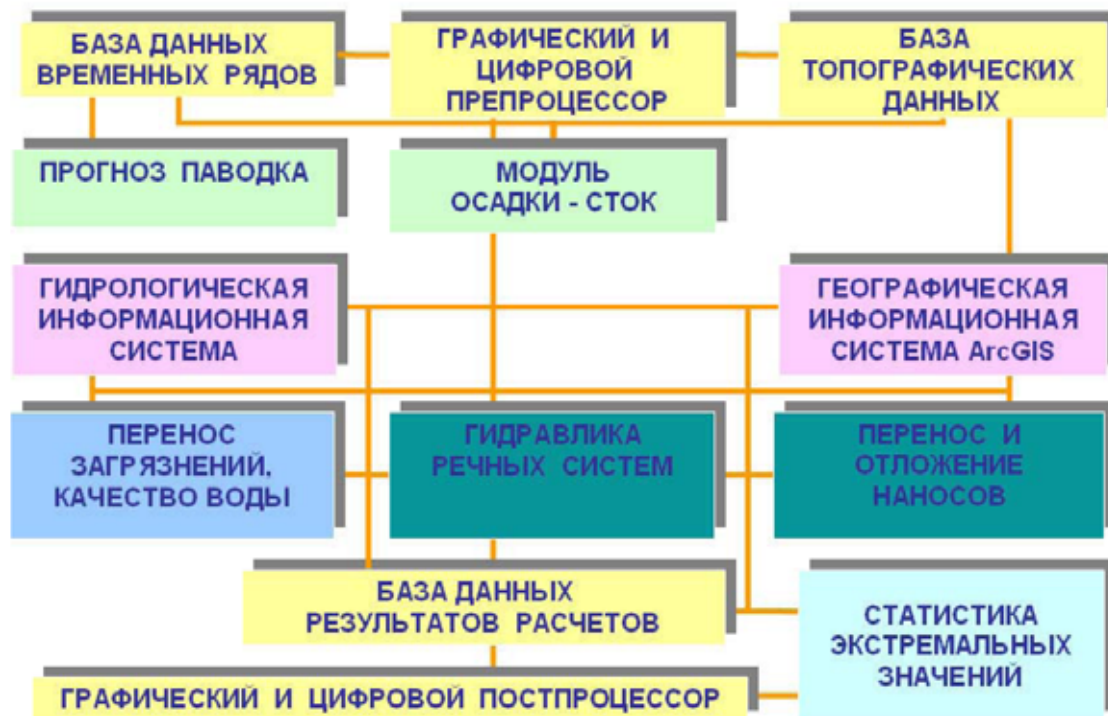 БАЗА ДАННЫХ
ВРЕМЕННЫХ РЯДОВ
ГРАФИЧЕСКИЙ И
ЦИФРОВОЙ
ПРЕПРОЦЕССОР
БАЗА
ТОПОГРАФИЧЕСКИХ
ДАННЫХ
ПРОГНОЗ ПАВОДКА
МОДУЛЬ
ОСАДКИ - СТОК
ГИДРОЛОГИЧЕСКАЯ
ИНФОРМАЦИОННАЯ
СИСТЕМА
ГЕОГРАФИЧЕСКАЯ
ИНФОРМАЦИОННАЯ
СИСТЕМА ArcGIS
ПЕРЕНОС
ЗАГРЯЗНЕНИЙ,
КАЧЕСТВО ВОДЫ
ГИДРАВЛИКА
РЕЧНЫХ СИСТЕМ
ПЕРЕНОС И
ОТЛОЖЕНИЕ
НАНОСОВ
БАЗА ДАННЫХ
РЕЗУЛЬТАТОВ РАСЧЕТОВ
СТАТИСТИКА
ЭКСТРЕМАЛЬНЫХ
ЗНАЧЕНИЙ
ГРАФИЧЕСКИЙ И ЦИФРОВОЙ ПОСТПРОЦЕССОР